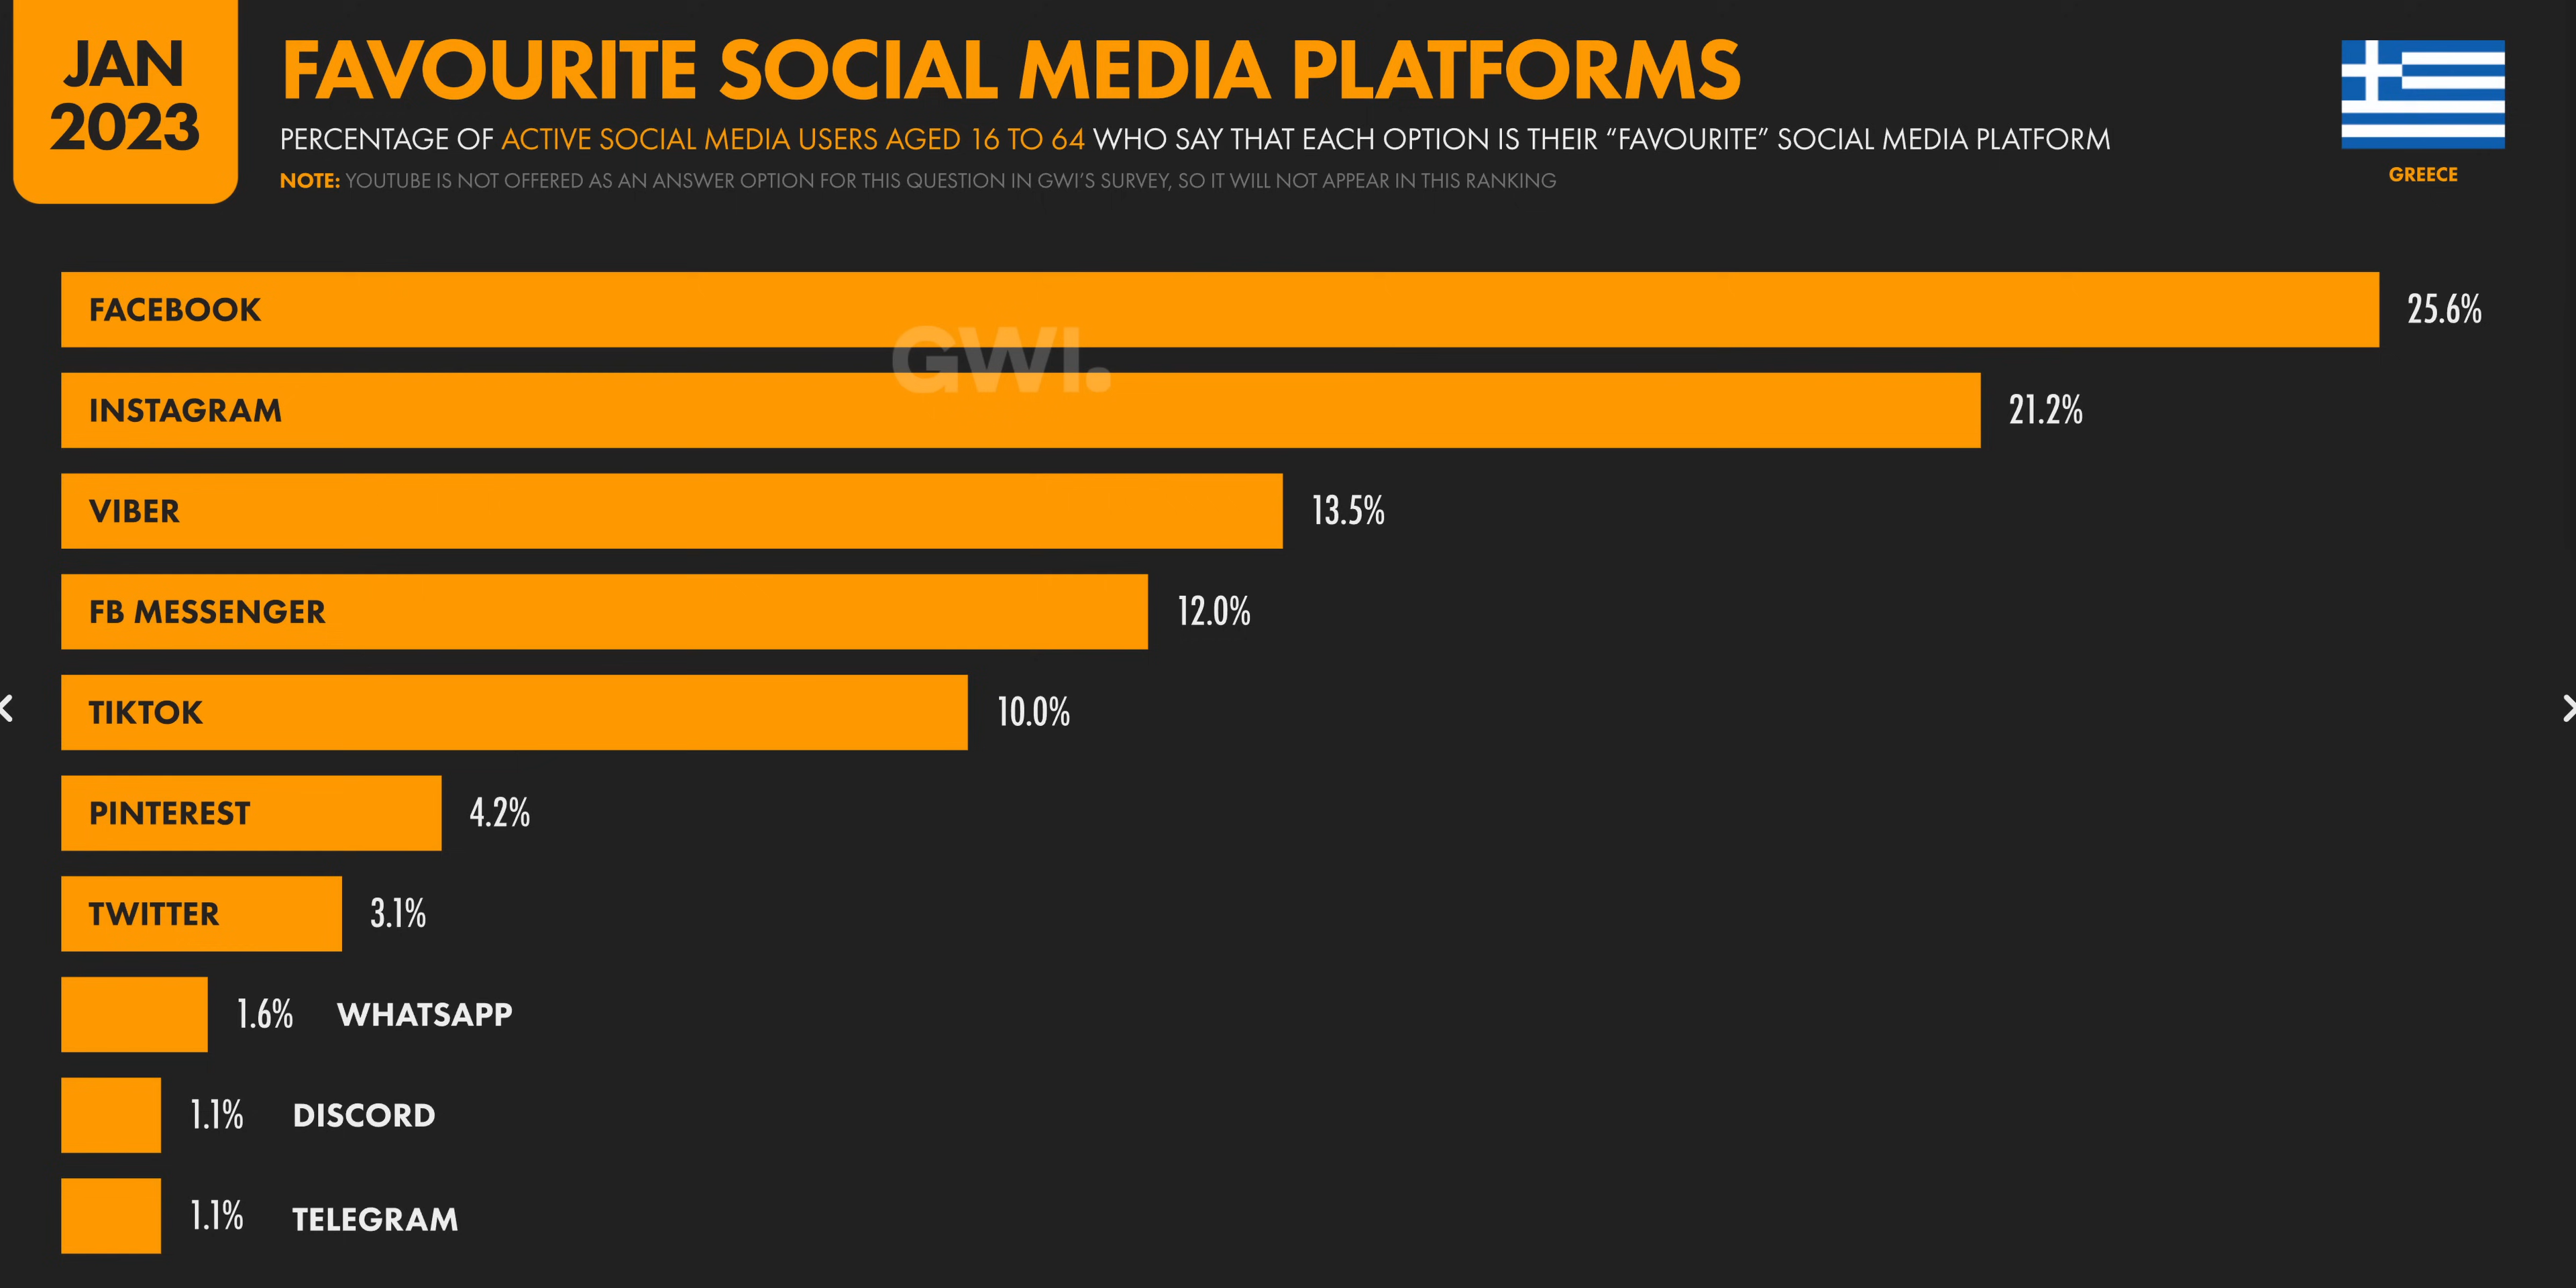 JAN
2023
FAVOURITE SOCIAL MEDIA PLATFORMS
PERCENTAGE OF ACTIVE SOCIAL MEDIA USERS AGED 16 TO 64 WHO SAY THAT EACH OPTION IS THEIR “FAVOURITE” SOCIAL MEDIA PLATFORM
NOTE: YOUTUBE IS NOT OFFERED AS AN ANSWER OPTION FOR THIS QUESTION IN GWI’S SURVEY, SO IT WILL NOT APPEAR IN THIS RANKING
GREECE
FACEBOOK 25.6%
GWI.
INSTAGRAM 21.2%
VIBER 13.5%
FB MESSENGER 12.0%
TIKTOK 10.0%
PINTEREST 4.2%
TWITTER 3.1%
1.6% WHATSAPP
1.1% DISCORD
1.1% TELEGRAM